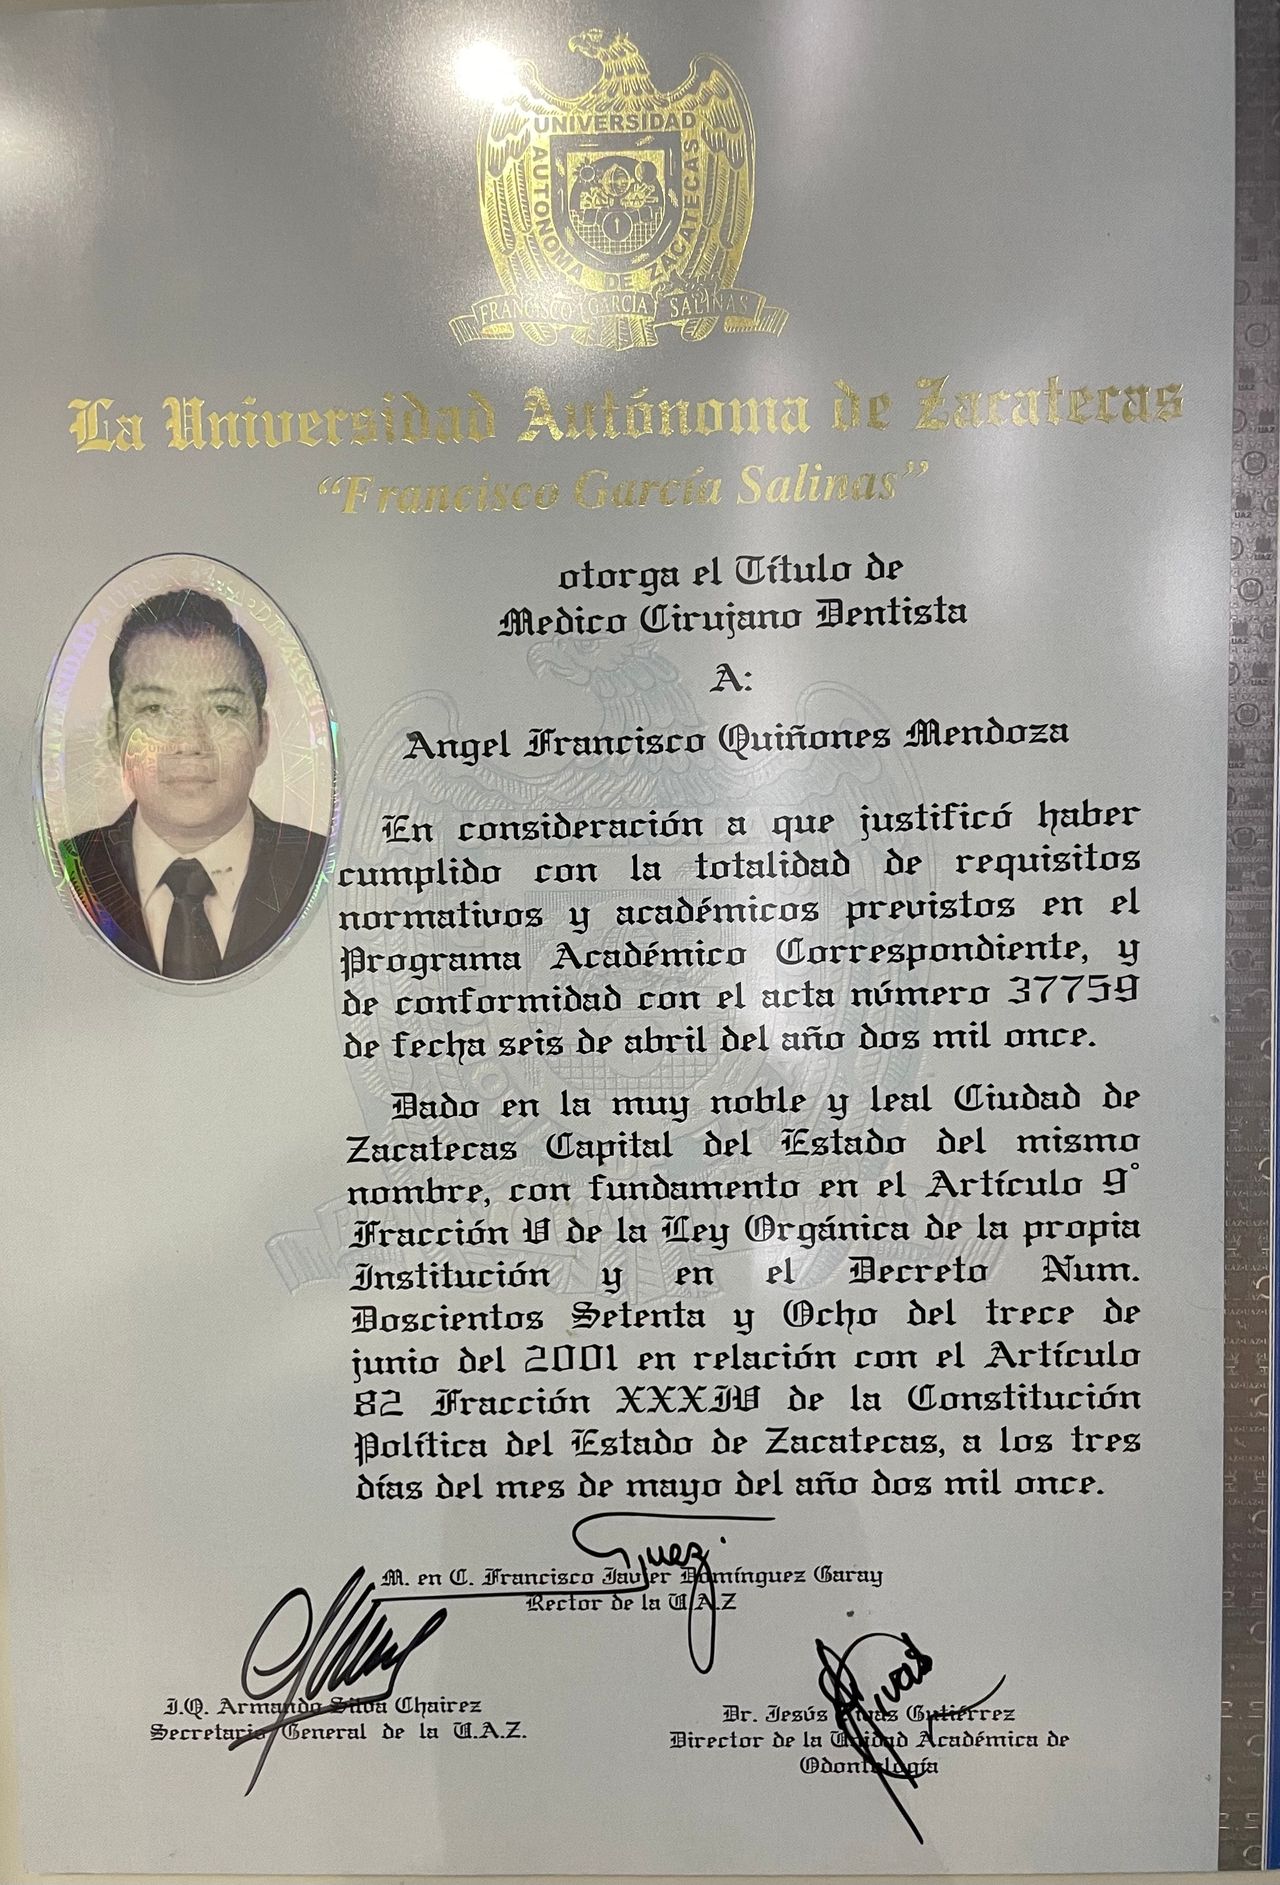 UNIVERSIDAD
AUTONOMA DE ZACATECAS
FRANCISCO GARCIA SALINAS
La Universidad Autónoma de Zacatecas
“Francisco García Salinas”
otorga el Título de
Medico Cirujano Dentista
A:
Angel Francisco Quiñones Mendoza
En consideración a que justificó haber
cumplido con la totalidad de requisitos
normativos y académicos previstos en el
Programa Académico Correspondiente, y
de conformidad con el acta número 37759
de fecha seis de abril del año dos mil once.
Dado en la muy noble y leal Ciudad de
Zacatecas Capital del Estado del mismo
nombre, con fundamento en el Artículo 9°
Fracción V de la Ley Orgánica de la propia
Institución y en el Decreto Num.
Doscientos Setenta y Ocho del trece de
junio del 2001 en relación con el Artículo
82 Fracción XXXIV de la Constitución
Política del Estado de Zacatecas, a los tres
días del mes de mayo del año dos mil once.
M. en C. Francisco Javier Domínguez Garay
Rector de la U.A.Z
I.Q. Armando Silva Chairez
Secretario General de la U.A.Z.
Dr. Jesús Rivas Gutiérrez
Director de la Unidad Académica de
Odontología